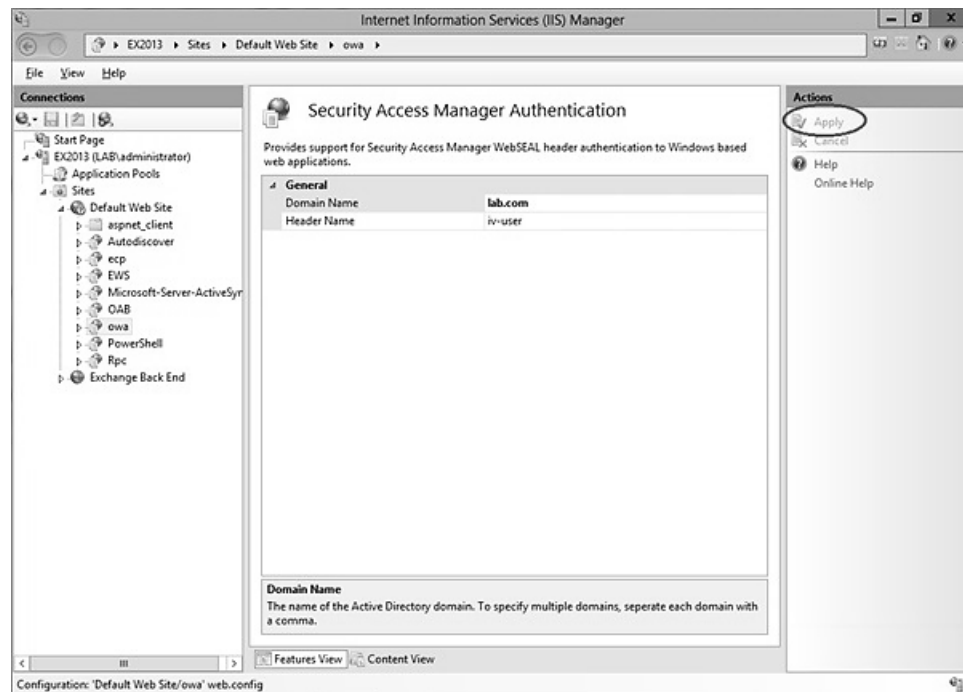 Internet Information Services (IIS) Manager
EX2013 Sites Default Web Site owa
File View Help
Connections
Start Page
EX2013 (LAB\administrator)
Application Pools
Sites
Default Web Site
aspnet_client
Autodiscover
ecp
EWS
Microsoft-Server-ActiveSyr
OAB
owa
PowerShell
Rpc
Exchange Back End
Security Access Manager Authentication
Provides support for Security Access Manager WebSEAL header authentication to Windows based
web applications.
General
Domain Name lab.com
Header Name iv-user
Domain Name
The name of the Active Directory domain. To specify multiple domains, seperate each domain with
a comma.
Features View Content View
Actions
Apply
Cancel
Help
Online Help
Configuration: 'Default Web Site/owa' web.config